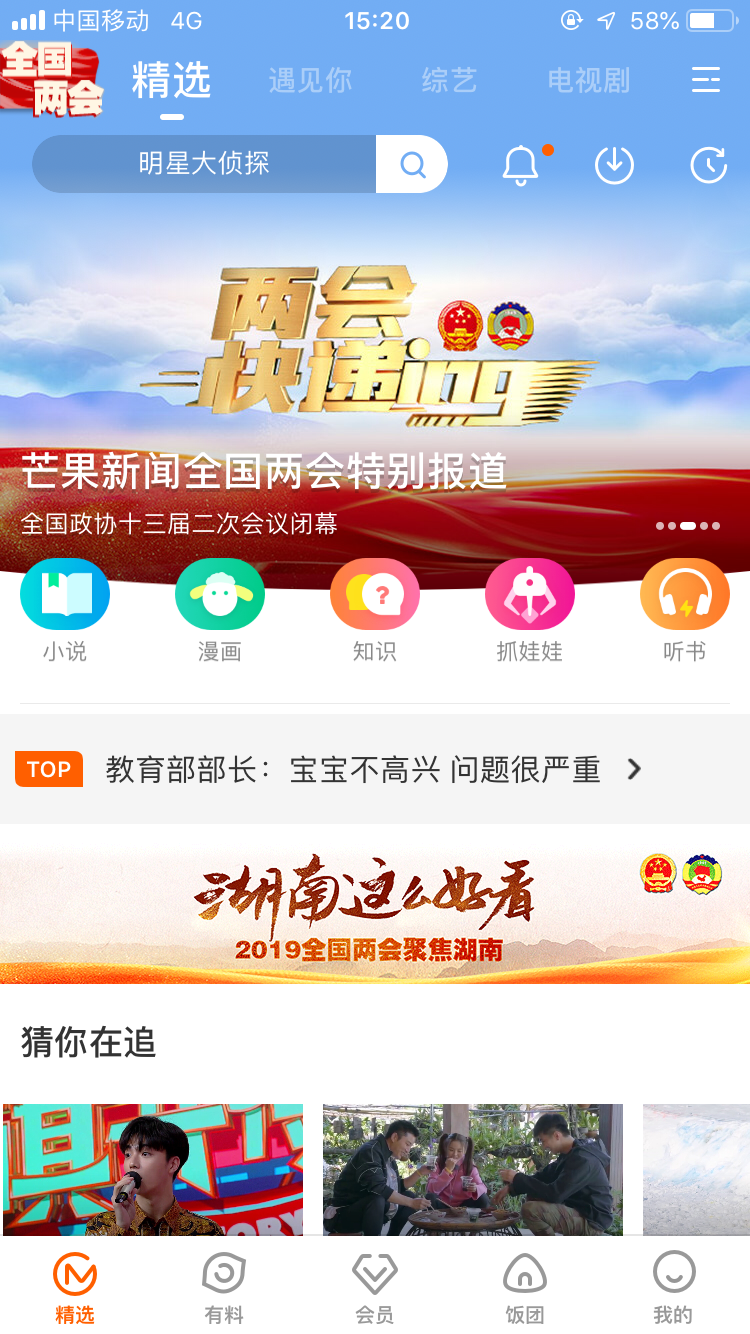 中国移动 4G 15:20 58%
全国
两会
精选 遇见你 综艺 电视剧
明星大侦探
两会
快递ing
芒果新闻全国两会特别报道
全国政协十三届二次会议闭幕
小说 漫画 知识 抓娃娃 听书
TOP 教育部部长：宝宝不高兴 问题很严重
湖南这么好看
2019全国两会聚焦湖南
猜你在追
精选 有料 会员 饭团 我的